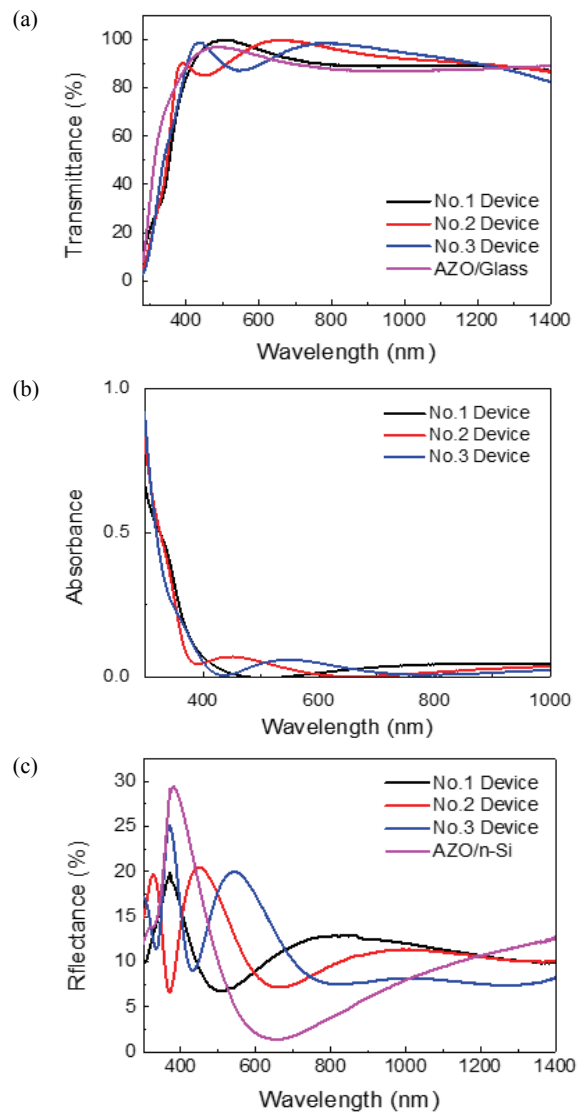 (a)
100
80
60
40
20
0
Transmittance (%)
No.1 Device
No.2 Device
No.3 Device
AZO/Glass
400 600 800 1000 1200 1400
Wavelength (nm)
(b)
1.0
0.5
0.0
Absorbance
No.1 Device
No.2 Device
No.3 Device
400 600 800 1000
Wavelength (nm)
(c)
30
25
20
15
10
5
0
Rflectance (%)
No.1 Device
No.2 Device
No.3 Device
AZO/n-Si
400 600 800 1000 1200 1400
Wavelength (nm)